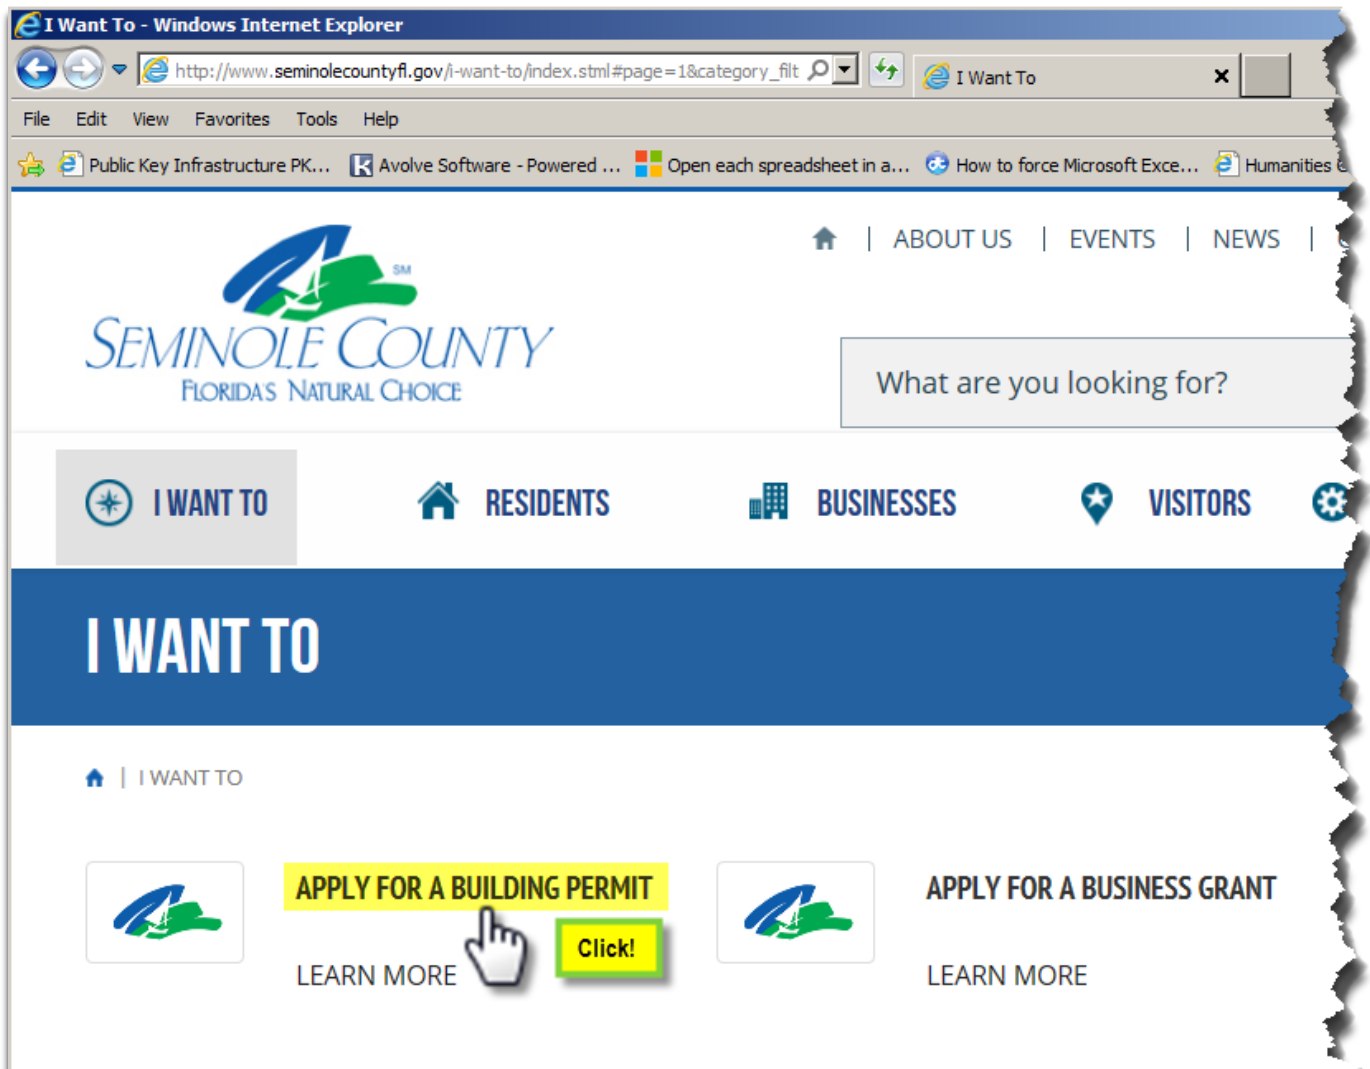 I Want To - Windows Internet Explorer
http://www.seminolecountyfl.gov/i-want-to/index.stml#page=1&category_filt
I Want To
File Edit View Favorites Tools Help
Public Key Infrastructure PK... Avolve Software - Powered ... Open each spreadsheet in a... How to force Microsoft Exce... Humanities
ABOUT US | EVENTS | NEWS |
SM
SEMINOLE COUNTY
FLORIDA'S NATURAL CHOICE
What are you looking for?
I WANT TO RESIDENTS BUSINESSES VISITORS
I WANT TO
| I WANT TO
APPLY FOR A BUILDING PERMIT
Click!
LEARN MORE
APPLY FOR A BUSINESS GRANT
LEARN MORE